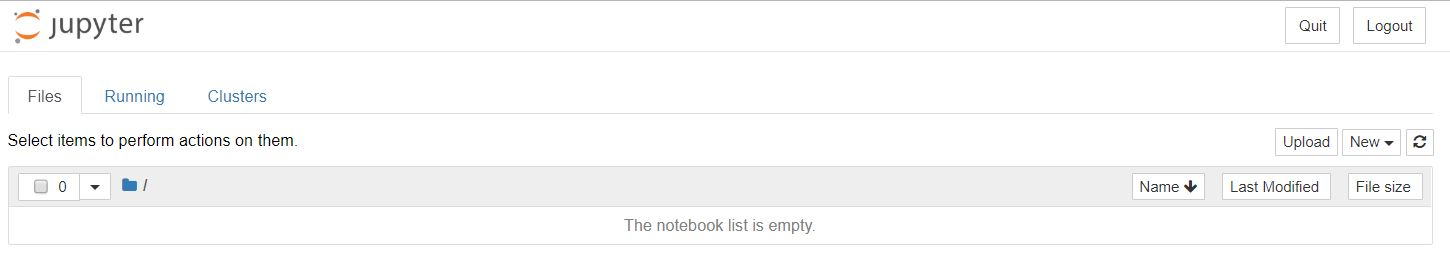 jupyter
Quit Logout
Files Running Clusters
Select items to perform actions on them.
Upload New
0 / Name Last Modified File size
The notebook list is empty.